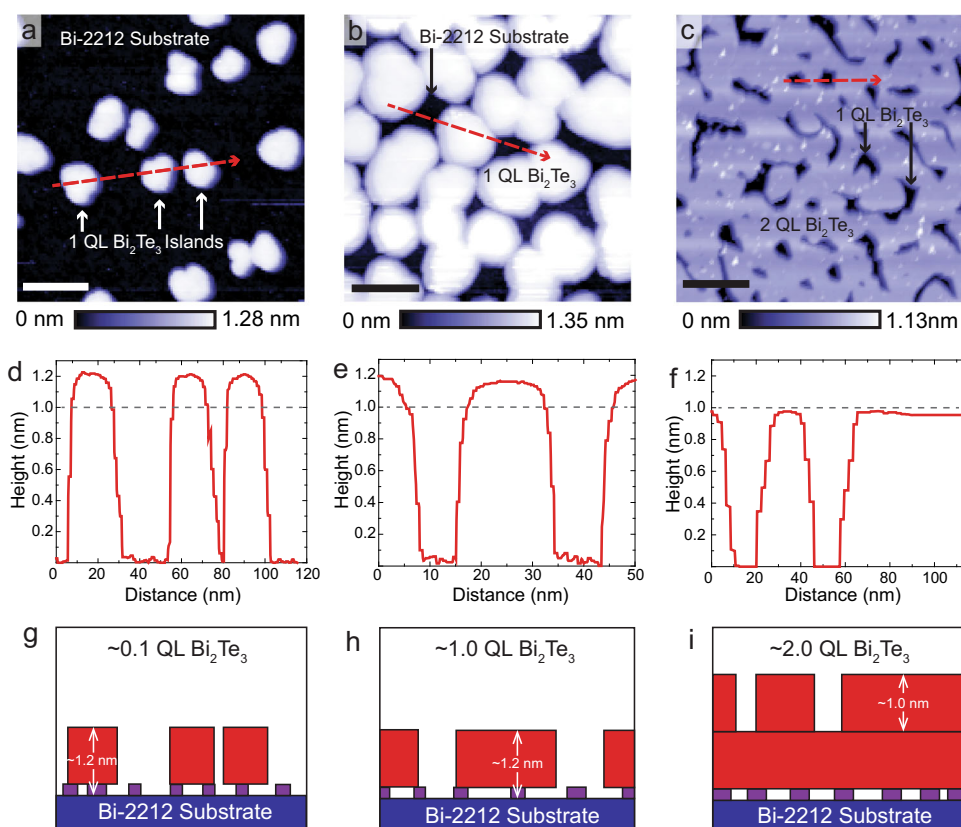 a
Bi-2212 Substrate
1 QL Bi₂Te₃ Islands
0 nm 1.28 nm
b
Bi-2212 Substrate
1 QL Bi₂Te₃
0 nm 1.35 nm
c
1 QL Bi₂Te₃
2 QL Bi₂Te₃
0 nm 1.13nm
d
Height (nm)
1.2
1.0
0.8
0.6
0.4
0.2
0 20 40 60 80 100 120
Distance (nm)
e
Height (nm)
1.2
1.0
0.8
0.6
0.4
0.2
0 10 20 30 40 50
Distance (nm)
f
Height (nm)
1.2
1.0
0.8
0.6
0.4
0.2
0 20 40 60 80 100
Distance (nm)
g
~0.1 QL Bi₂Te₃
~1.2 nm
Bi-2212 Substrate
h
~1.0 QL Bi₂Te₃
~1.2 nm
Bi-2212 Substrate
i
~2.0 QL Bi₂Te₃
~1.0 nm
Bi-2212 Substrate